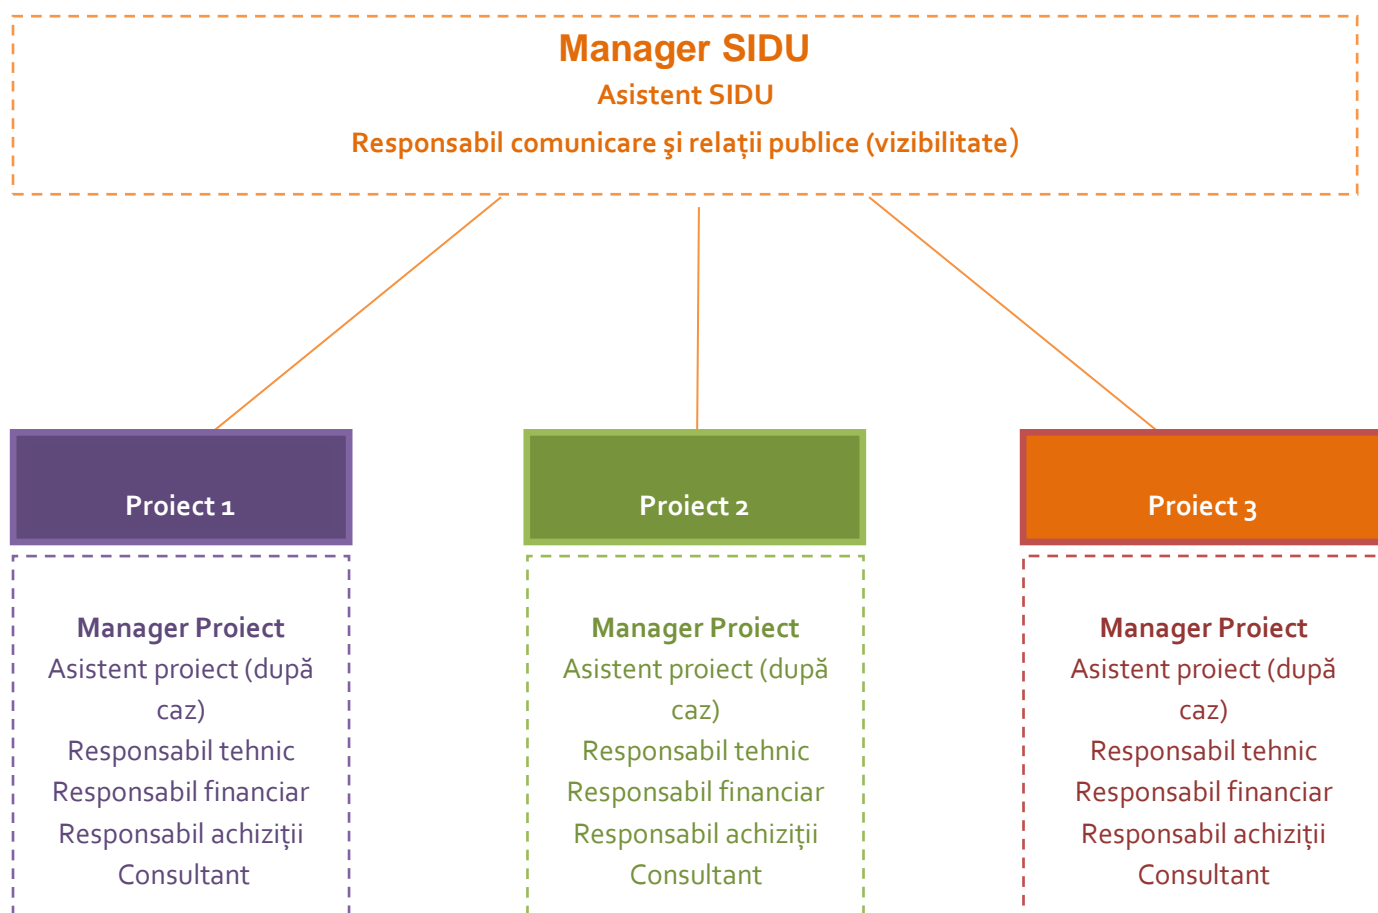 Manager SIDU
Asistent SIDU
Responsabil comunicare şi relații publice (vizibilitate)
Proiect 1
Proiect 2
Proiect 3
Manager Proiect
Asistent proiect (după
caz)
Responsabil tehnic
Responsabil financiar
Responsabil achiziții
Consultant
Manager Proiect
Asistent proiect (după
caz)
Responsabil tehnic
Responsabil financiar
Responsabil achiziții
Consultant
Manager Proiect
Asistent proiect (după
caz)
Responsabil tehnic
Responsabil financiar
Responsabil achiziții
Consultant